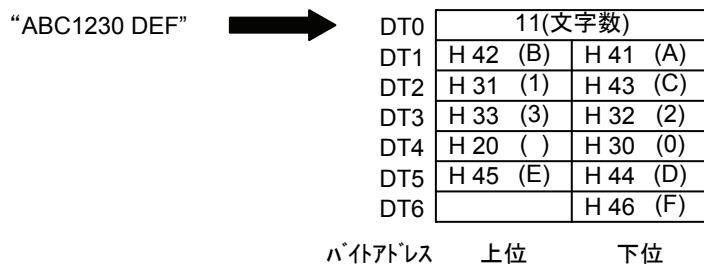 “ABC1230 DEF” DT0 11(文字数)
DT1 H 42 (B) H 41 (A)
DT2 H 31 (1) H 43 (C)
DT3 H 33 (3) H 32 (2)
DT4 H 20 ( ) H 30 (0)
DT5 H 45 (E) H 44 (D)
DT6 H 46 (F)
ﾊﾞｲﾄｱﾄﾞﾚｽ 上位 下位